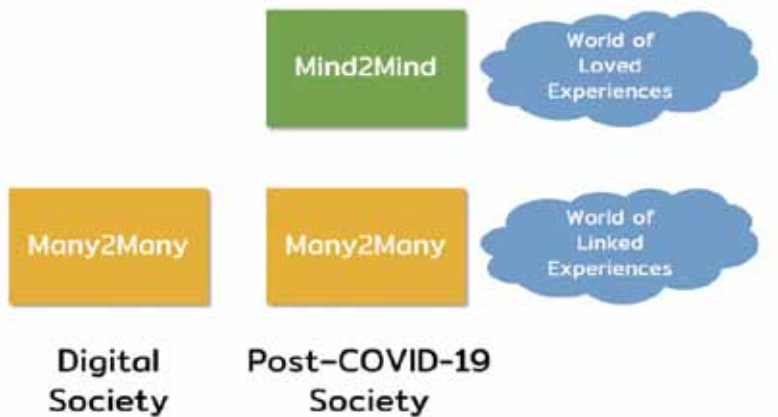 Mind2Mind
World of
Loved
Experiences
Many2Many
Many2Many
World of
Linked
Experiences
Digital
Society
Post-COVID-19
Society